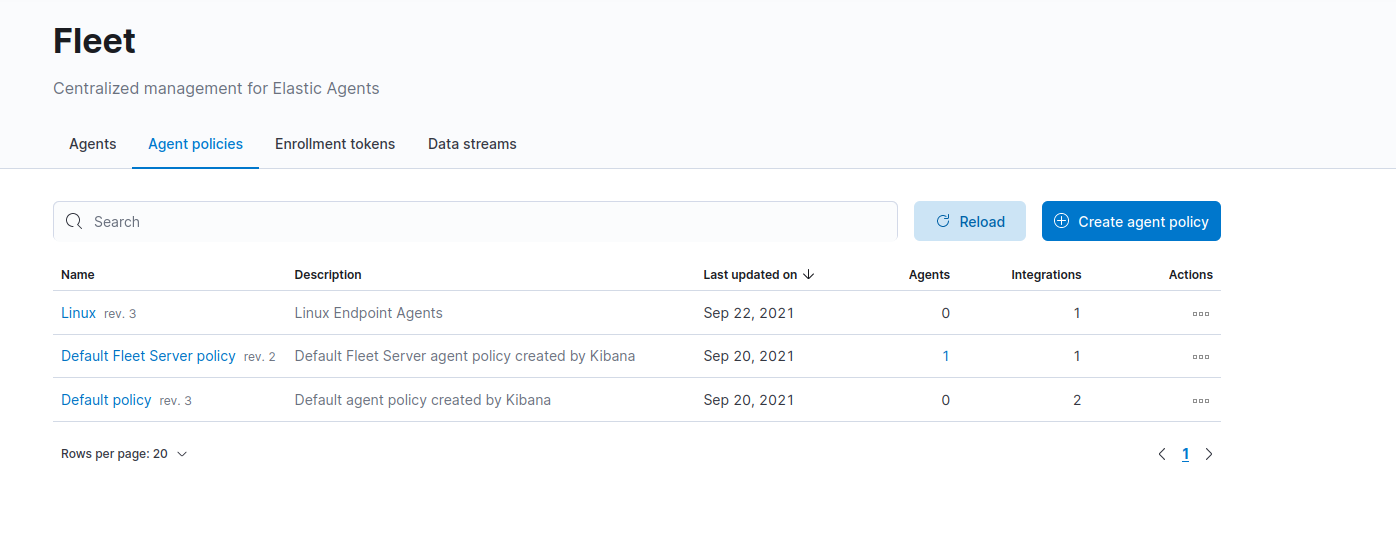 Fleet
Centralized management for Elastic Agents
Agents Agent policies Enrollment tokens Data streams
Search Reload Create agent policy
Name Description Last updated on Agents Integrations Actions
Linux rev. 3 Linux Endpoint Agents Sep 22, 2021 0 1
Default Fleet Server policy rev. 2 Default Fleet Server agent policy created by Kibana Sep 20, 2021 1 1
Default policy rev. 3 Default agent policy created by Kibana Sep 20, 2021 0 2
Rows per page: 20 1